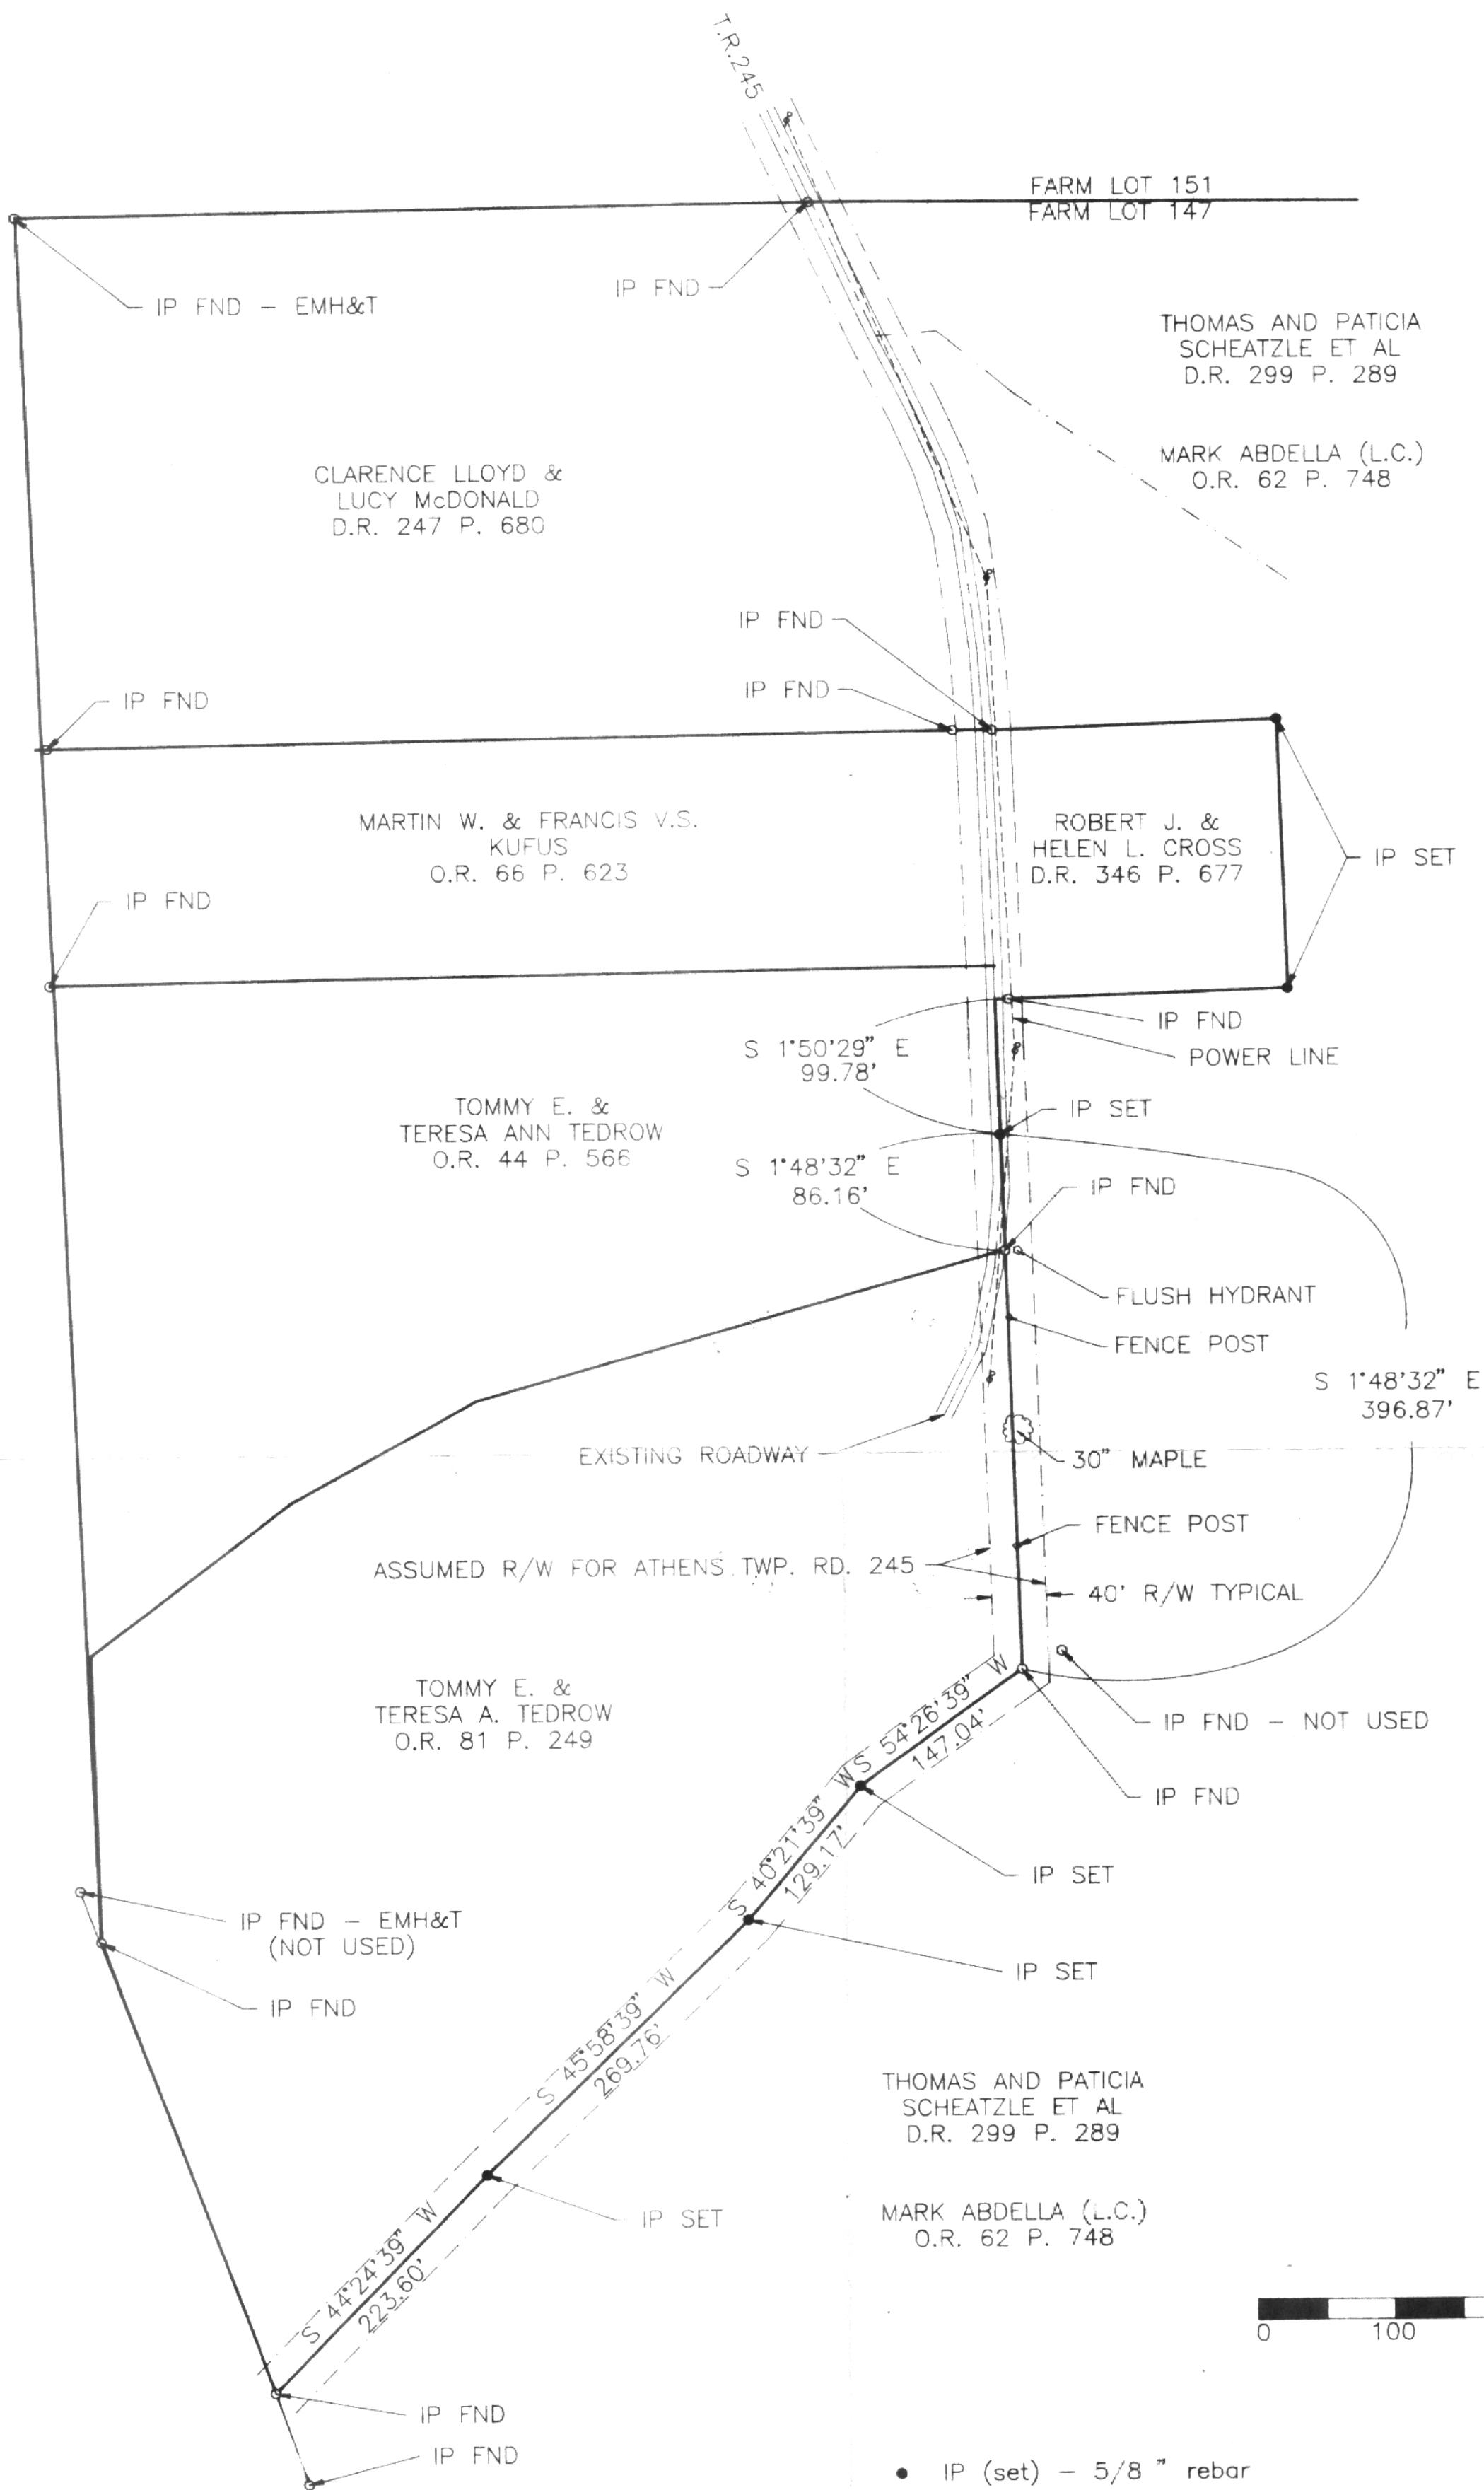 T.R.245
FARM LOT 151
FARM LOT 147
IP FND
IP FND - EMH&T
THOMAS AND PATICIA
SCHEATZLE ET AL
D.R. 299 P. 289
MARK ABDELLA (L.C.)
O.R. 62 P. 748
CLARENCE LLOYD &
LUCY McDONALD
D.R. 247 P. 680
IP FND
IP FND
IP FND
MARTIN W. & FRANCIS V.S.
KUFUS
O.R. 66 P. 623
ROBERT J. &
HELEN L. CROSS
D.R. 346 P. 677
IP SET
IP FND
IP FND
POWER LINE
S 1°50'29" E
99.78'
TOMMY E. &
TERESA ANN TEDROW
O.R. 44 P. 566
IP SET
S 1°48'32" E
86.16'
IP FND
FLUSH HYDRANT
FENCE POST
S 1°48'32" E
396.87'
EXISTING ROADWAY
30" MAPLE
FENCE POST
ASSUMED R/W FOR ATHENS TWP. RD. 245
40' R/W TYPICAL
TOMMY E. &
TERESA A. TEDROW
O.R. 81 P. 249
S 54°26'39" W
147.04'
IP FND - NOT USED
IP FND
S 40°21'39" W
129.17'
IP SET
IP FND - EMH&T
(NOT USED)
IP SET
IP FND
S 45°58'39" W
269.76'
THOMAS AND PATICIA
SCHEATZLE ET AL
D.R. 299 P. 289
IP SET
MARK ABDELLA (L.C.)
O.R. 62 P. 748
S 44°24'39" W
223.60'
0 100
IP FND
IP FND
IP (set) - 5/8 " rebar